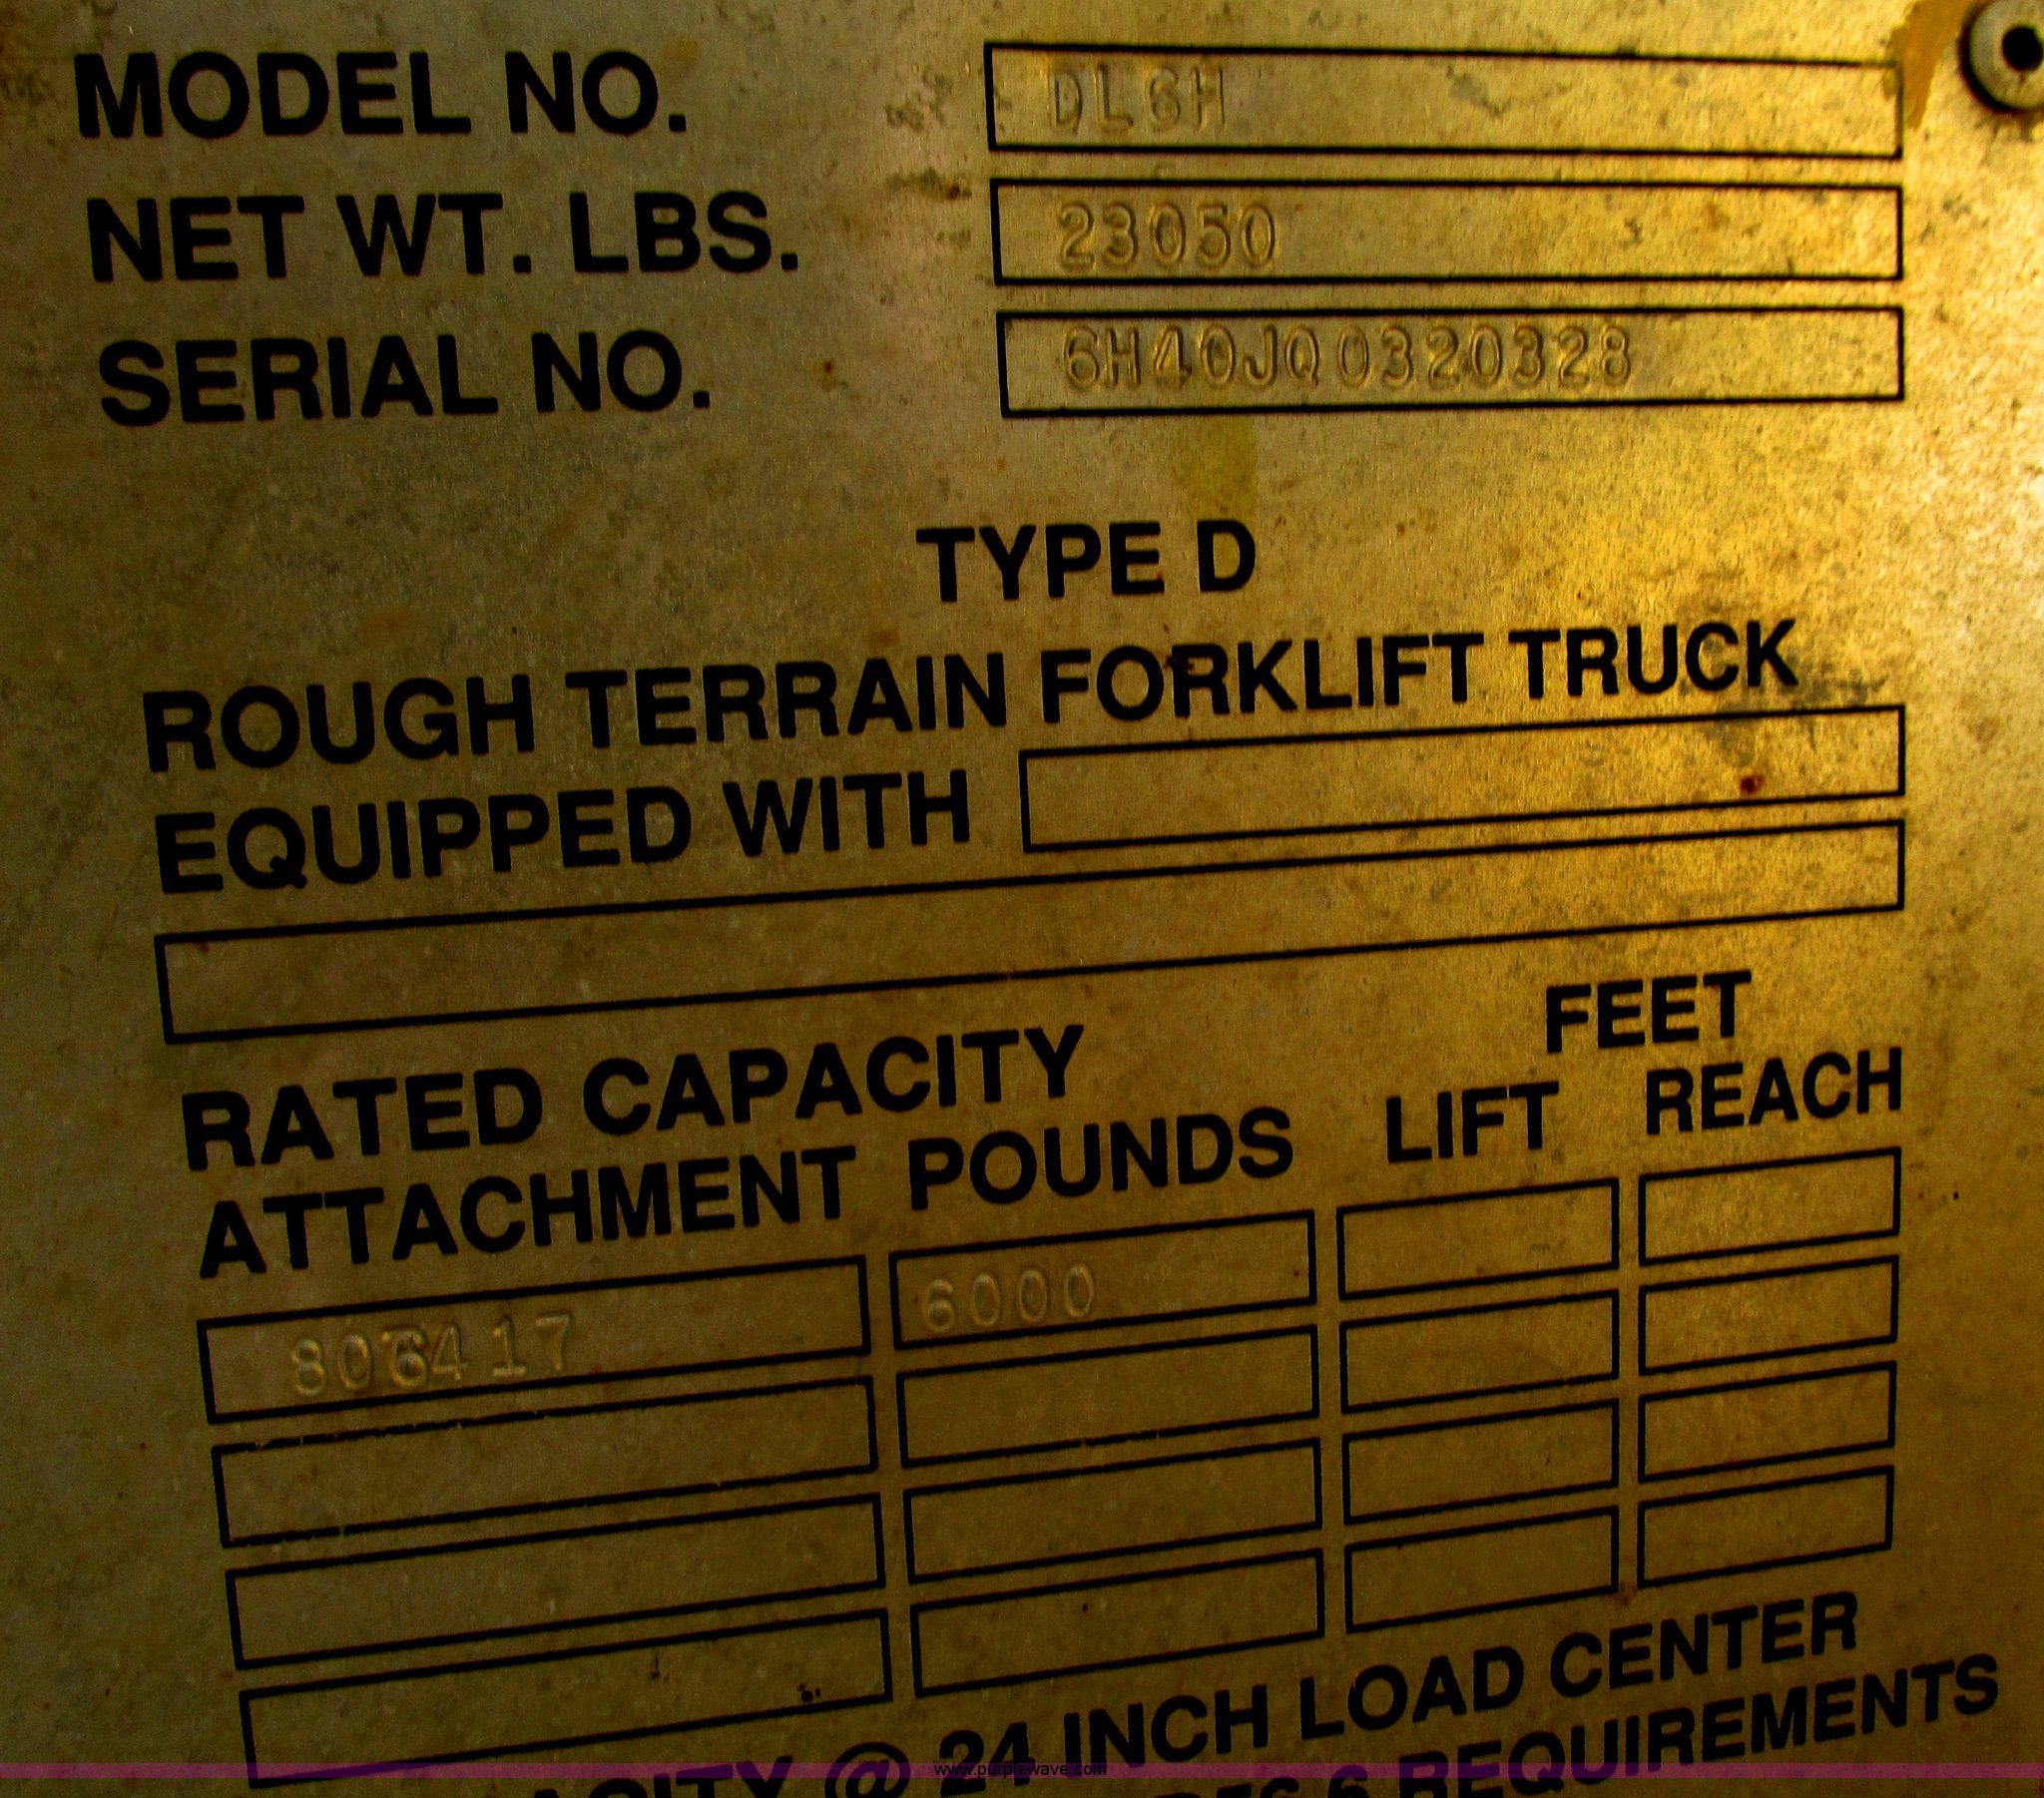 MODEL NO. DL6H
NET WT. LBS. 23050
SERIAL NO. 6H40JQ0320328
TYPE D
ROUGH TERRAIN FORKLIFT TRUCK
EQUIPPED WITH
RATED CAPACITY FEET
ATTACHMENT POUNDS LIFT REACH
806417 6000
@ 24 INCH LOAD CENTER
REQUIREMENTS
www.purplewave.com